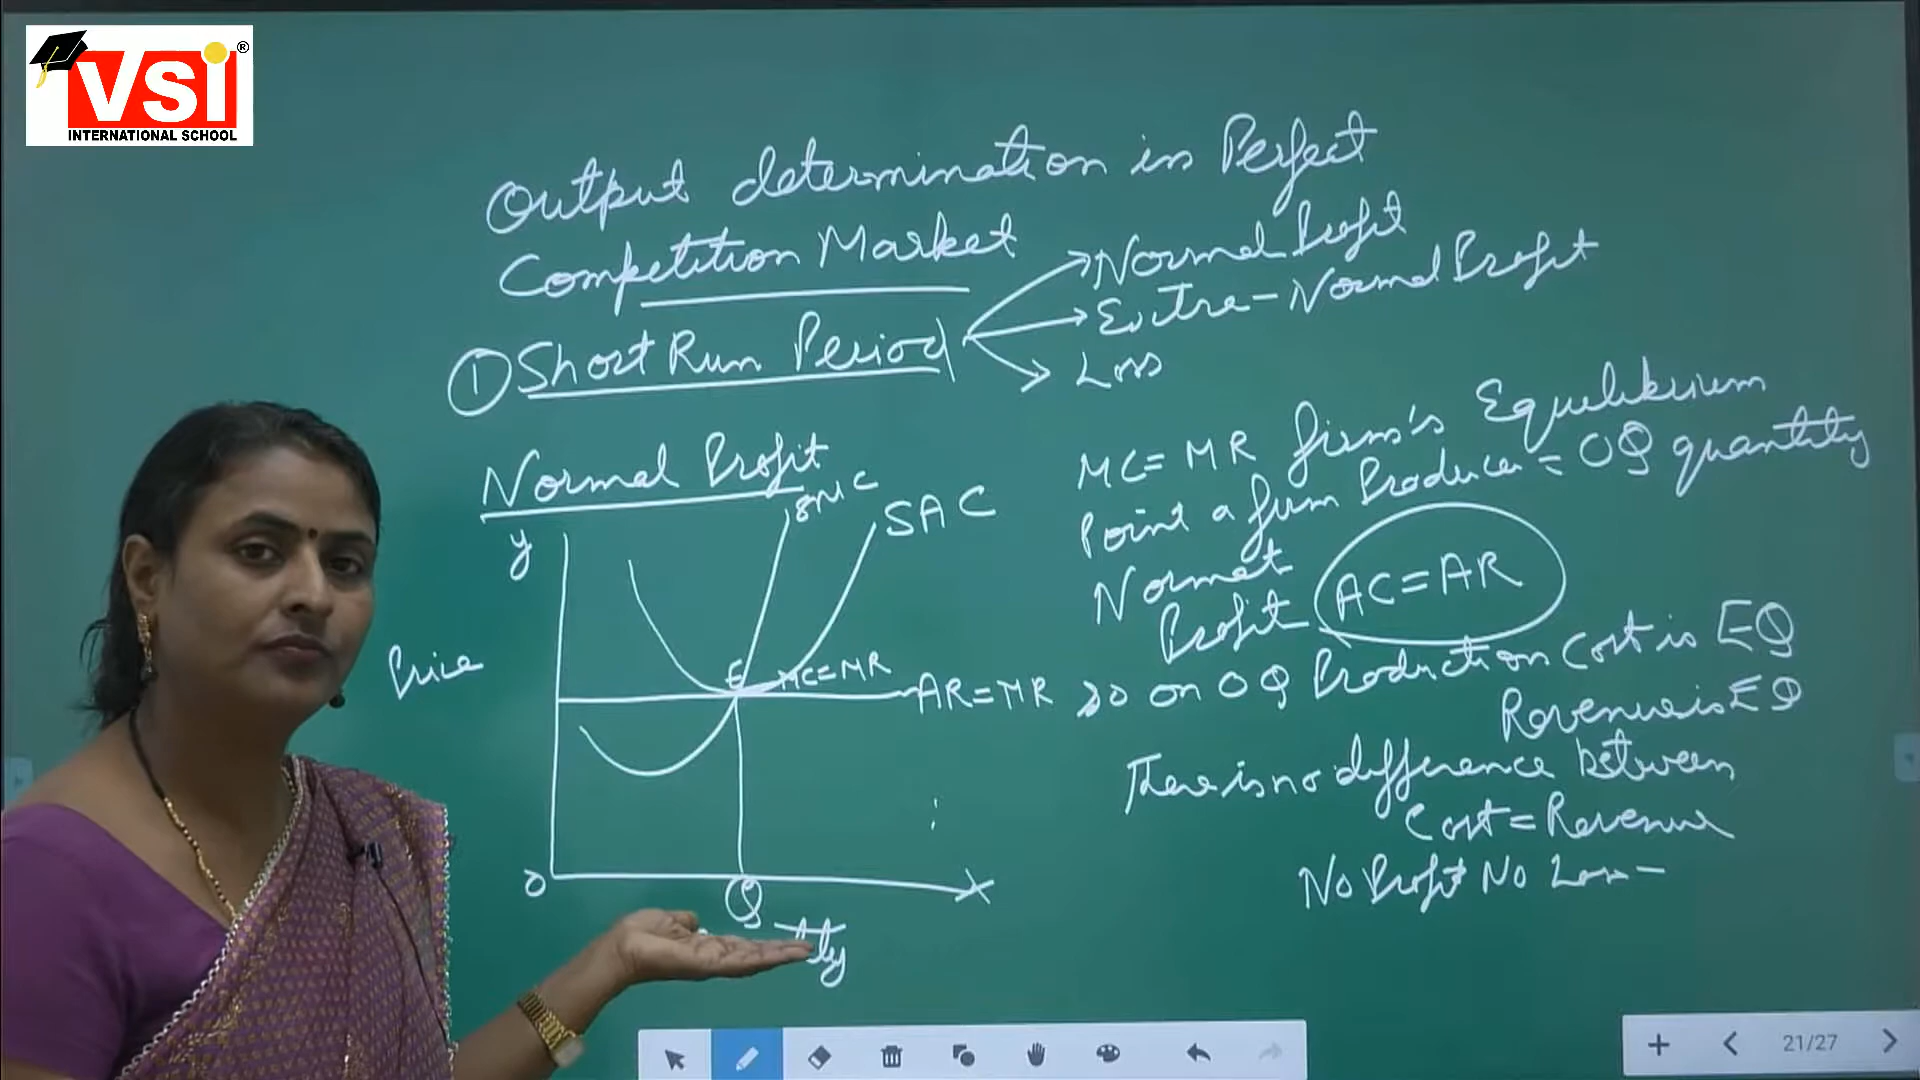 VSI®
INTERNATIONAL SCHOOL
Output determination in Perfect
Competition Market
① Short Run Period
Normal Profit
Extra-Normal Profit
Loss
Normal Profit
y
SMC
SAC
Price
E
MC=MR
AR=MR
O
Q
X
tty
MC=MR firm's Equilibrium
Point a firm Produce = OQ quantity
Normal
Profit AC=AR
so on OQ Production cost is EQ
Revenue is EQ
There is no difference between
Cost=Revenue
No Profit No Loss-
21/27